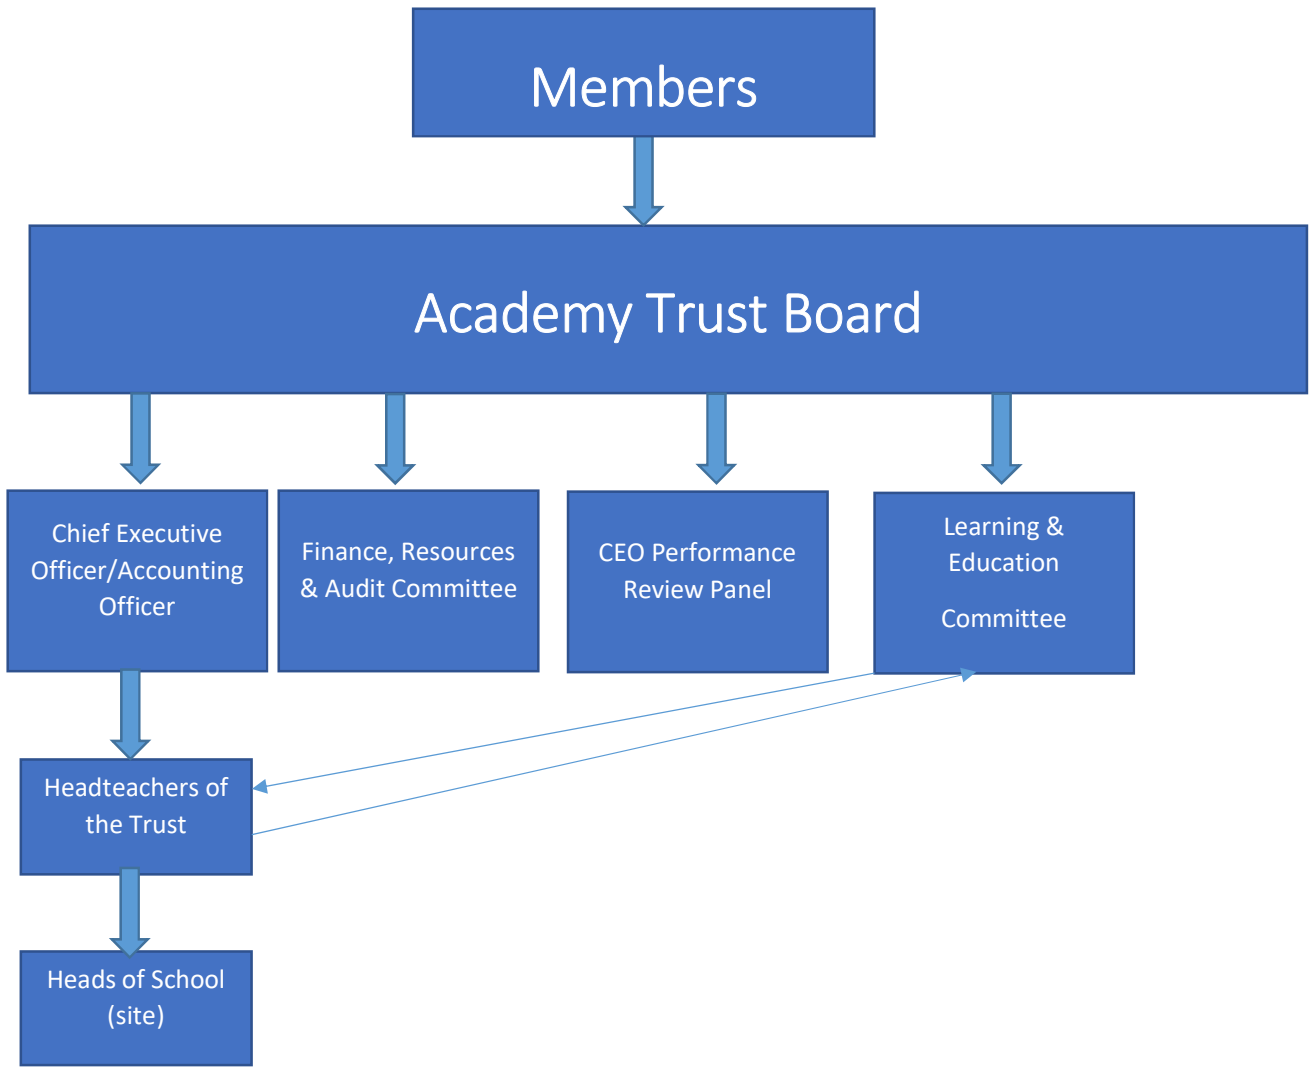 Members
Academy Trust Board
Chief Executive
Officer/Accounting
Officer
Finance, Resources
& Audit Committee
CEO Performance
Review Panel
Learning &
Education
Committee
Headteachers of
the Trust
Heads of School
(site)